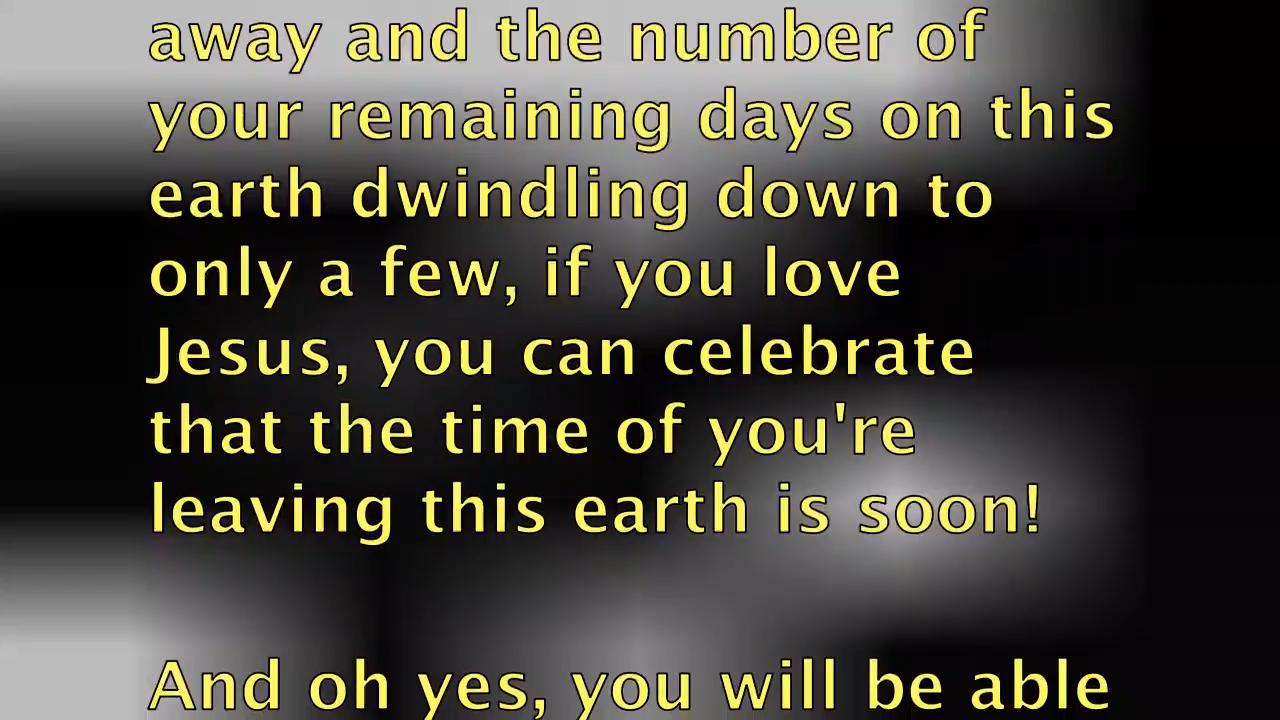 away and the number of
your remaining days on this
earth dwindling down to
only a few, if you love
Jesus, you can celebrate
that the time of you're
leaving this earth is soon!
And oh yes, you will be able